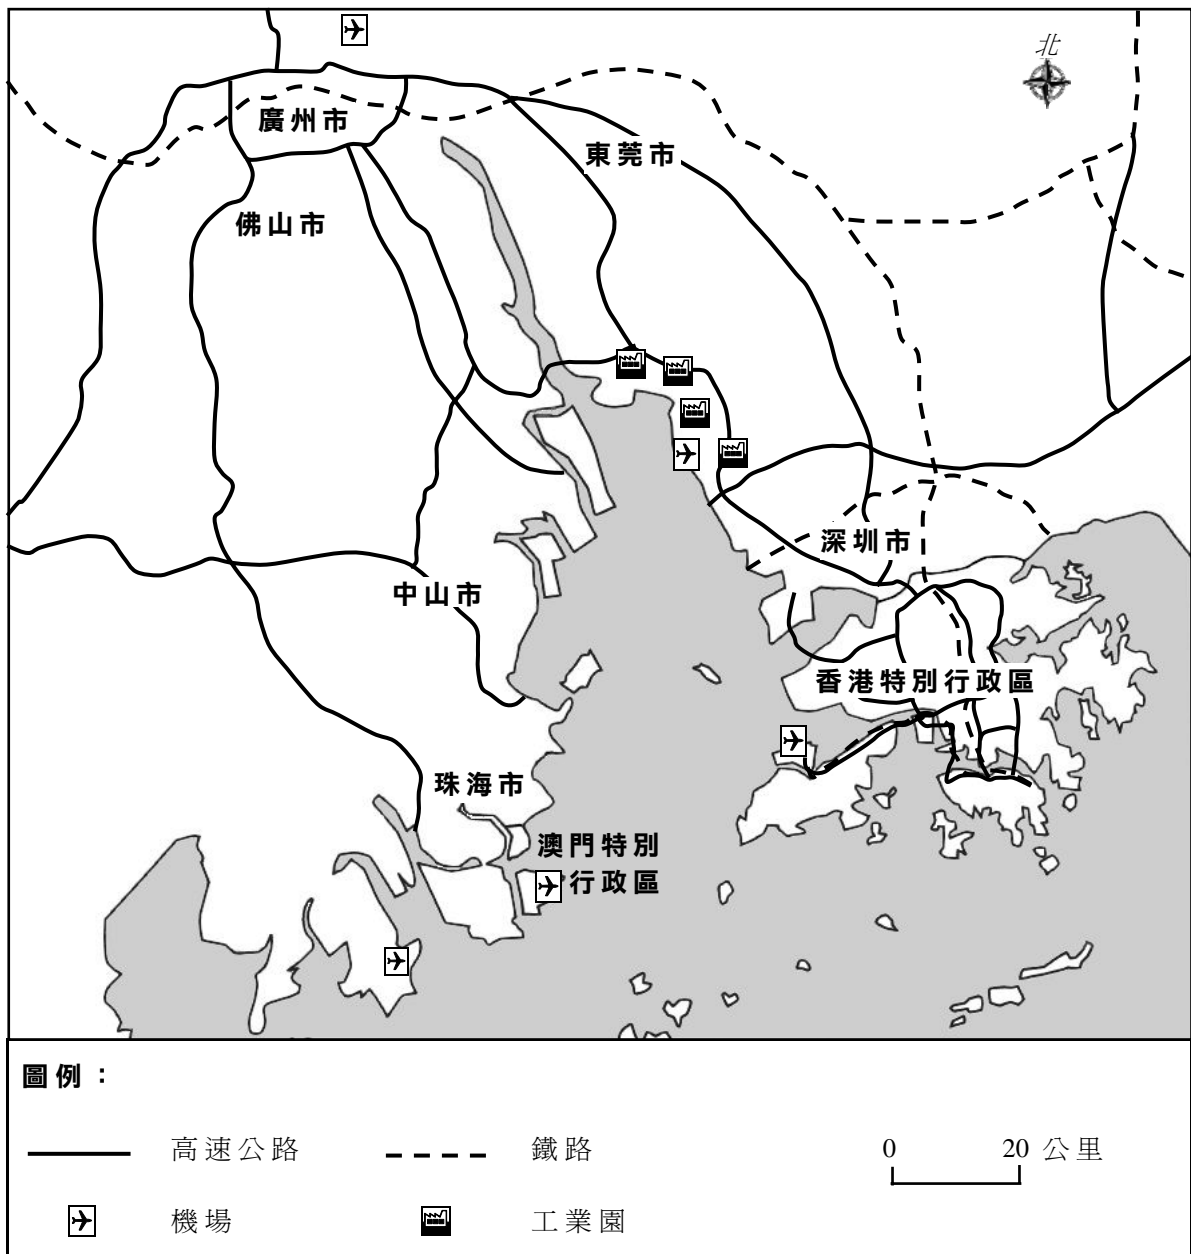 北
廣州市
東莞市
佛山市
深圳市
中山市
香港特別行政區
珠海市
澳門特別
行政區
圖例：
高速公路
鐵路
0 20 公里
機場
工業園